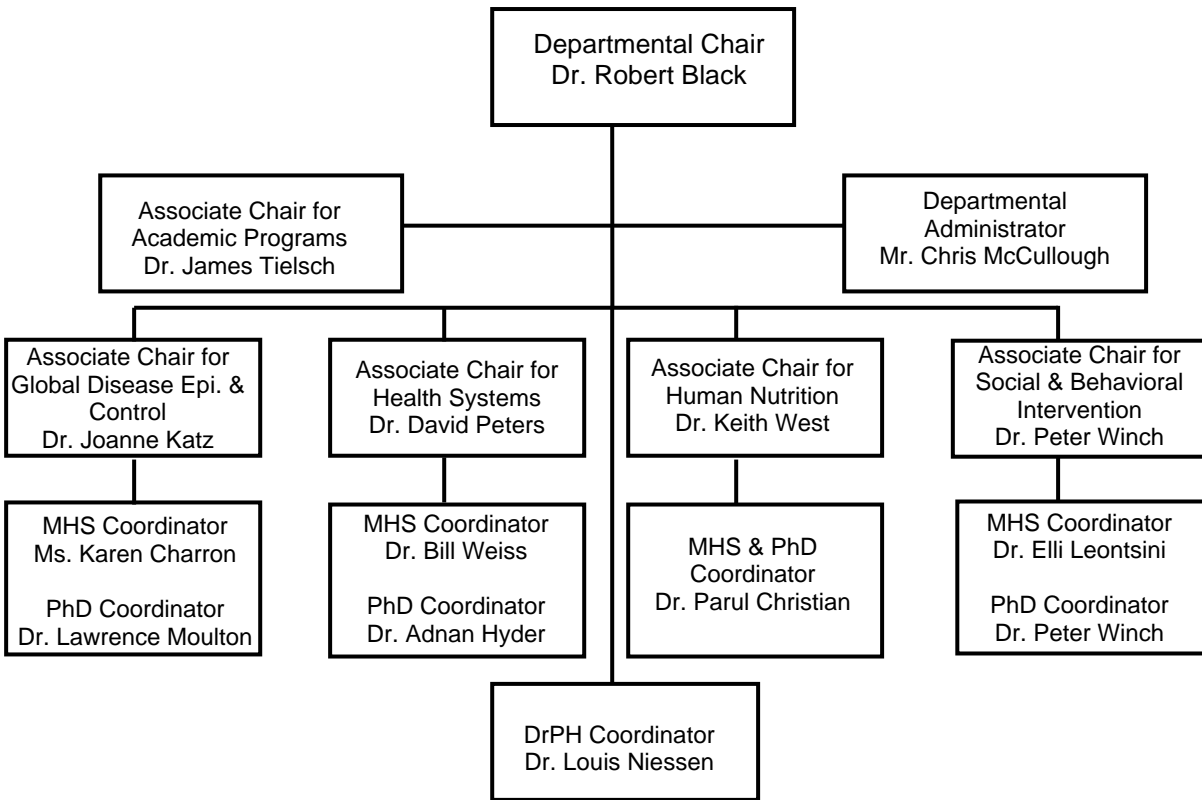 Departmental Chair
Dr. Robert Black
Associate Chair for
Academic Programs
Dr. James Tielsch
Departmental
Administrator
Mr. Chris McCullough
Associate Chair for
Global Disease Epi. &
Control
Dr. Joanne Katz
Associate Chair for
Health Systems
Dr. David Peters
Associate Chair for
Human Nutrition
Dr. Keith West
Associate Chair for
Social & Behavioral
Intervention
Dr. Peter Winch
MHS Coordinator
Ms. Karen Charron
PhD Coordinator
Dr. Lawrence Moulton
MHS Coordinator
Dr. Bill Weiss
PhD Coordinator
Dr. Adnan Hyder
MHS & PhD
Coordinator
Dr. Parul Christian
MHS Coordinator
Dr. Elli Leontsini
PhD Coordinator
Dr. Peter Winch
DrPH Coordinator
Dr. Louis Niessen